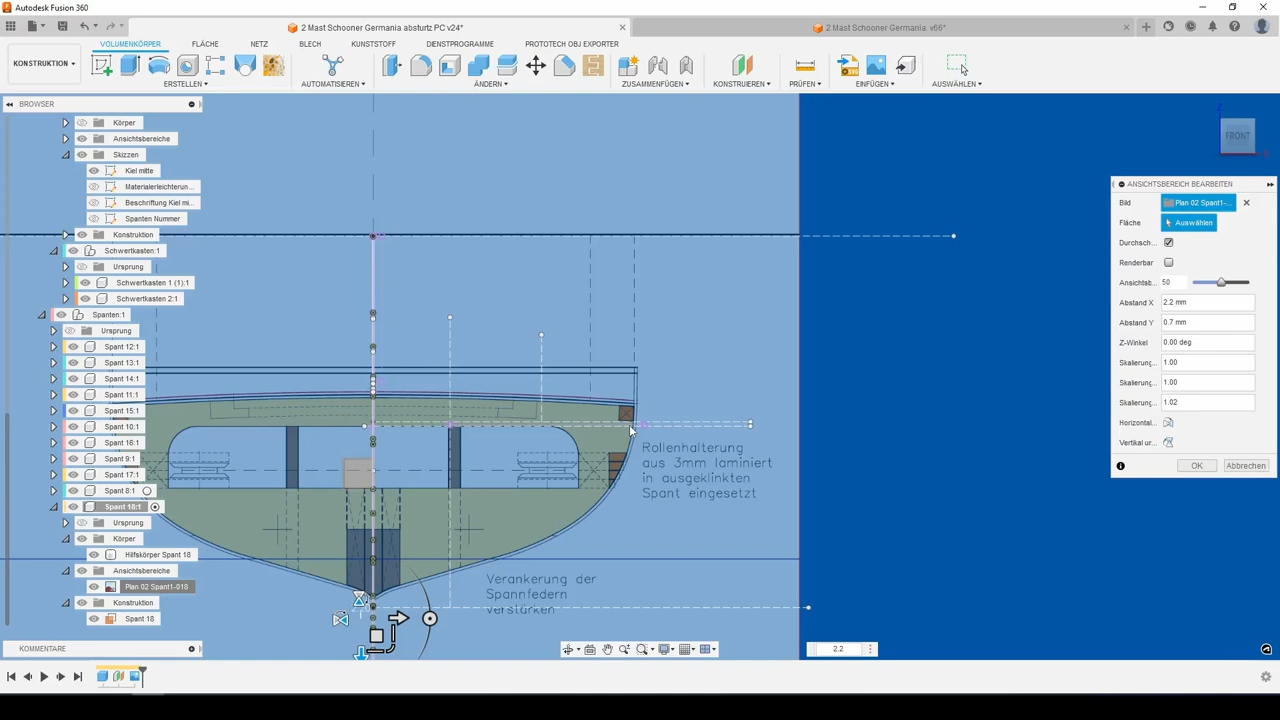 Autodesk Fusion 360
2 Mast Schooner Germania absturtz PC v24*
2 Mast Schooner Germania. v66*
KONSTRUKTION
VOLUMENKÖRPER
FLÄCHE
NETZ
BLECH
KUNSTSTOFF
DIENSTPROGRAMME
PROTOTECH OBJ EXPORTER
ERSTELLEN
AUTOMATISIEREN
ÄNDERN
ZUSAMMENFÜGEN
KONSTRUIEREN
PRÜFEN
EINFÜGEN
AUSWÄHLEN
BROWSER
Körper
Ansichtsbereiche
Skizzen
Kiel mitte
Materialerleichterun...
Beschriftung Kiel mi...
Spanten Nummer
Konstruktion
Schwertkasten:1
Ursprung
Schwertkasten 1 (1):1
Schwertkasten 2:1
Spanten:1
Ursprung
Spant 12:1
Spant 13:1
Spant 14:1
Spant 11:1
Spant 15:1
Spant 10:1
Spant 16:1
Spant 9:1
Spant 17:1
Spant 8:1
Spant 18:1
Ursprung
Körper
Hilfskörper Spant 18
Ansichtsbereiche
Plan 02 Spant1-018
Konstruktion
Spant 18
KOMMENTARE
Rollenhalterung
aus 3mm laminiert
in ausgeklinkten
Spant eingesetzt
Verankerung der
Spannfedern
verstärken
FRONT
ANSICHTSBEREICH BEARBEITEN
Bild
Plan 02 Spant1-...
Fläche
Auswählen
Durchsch...
Renderbar
Ansichtsb...
50
Abstand X
2.2 mm
Abstand Y
0.7 mm
Z-Winkel
0.00 deg
Skalierung...
1.00
Skalierung...
1.00
Skalierung...
1.02
Horizontal...
Vertikal ur...
OK
Abbrechen
2.2